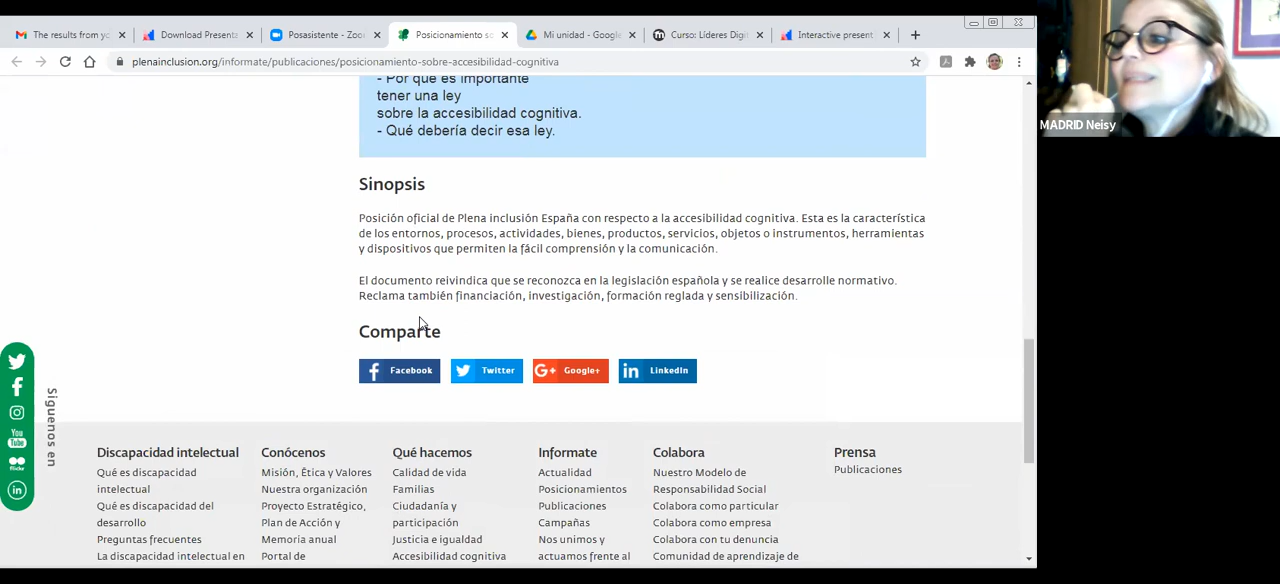 The results from yo
Download Presenta
Posasistente - Zoo
Posicionamiento so
Mi unidad - Google
Curso: Líderes Digi
Interactive present
plenainclusion.org/informate/publicaciones/posicionamiento-sobre-accesibilidad-cognitiva
MADRID Neisy
- Por qué es importante
tener una ley
sobre la accesibilidad cognitiva.
- Qué debería decir esa ley.
Sinopsis
Posición oficial de Plena inclusión España con respecto a la accesibilidad cognitiva. Esta es la característica
de los entornos, procesos, actividades, bienes, productos, servicios, objetos o instrumentos, herramientas
y dispositivos que permiten la fácil comprensión y la comunicación.
El documento reivindica que se reconozca en la legislación española y se realice desarrolle normativo.
Reclama también financiación, investigación, formación reglada y sensibilización.
Comparte
Facebook
Twitter
G+ Google+
in LinkedIn
Síguenos en
You Tube
flickr
in
Discapacidad intelectual
Qué es discapacidad
intelectual
Qué es discapacidad del
desarrollo
Preguntas frecuentes
La discapacidad intelectual en
Conócenos
Misión, Ética y Valores
Nuestra organización
Proyecto Estratégico,
Plan de Acción y
Memoria anual
Portal de
Qué hacemos
Calidad de vida
Familias
Ciudadanía y
participación
Justicia e igualdad
Accesibilidad cognitiva
Informate
Actualidad
Posicionamientos
Publicaciones
Campañas
Nos unimos y
actuamos frente al
Colabora
Nuestro Modelo de
Responsabilidad Social
Colabora como particular
Colabora como empresa
Colabora con tu denuncia
Comunidad de aprendizaje de
Prensa
Publicaciones